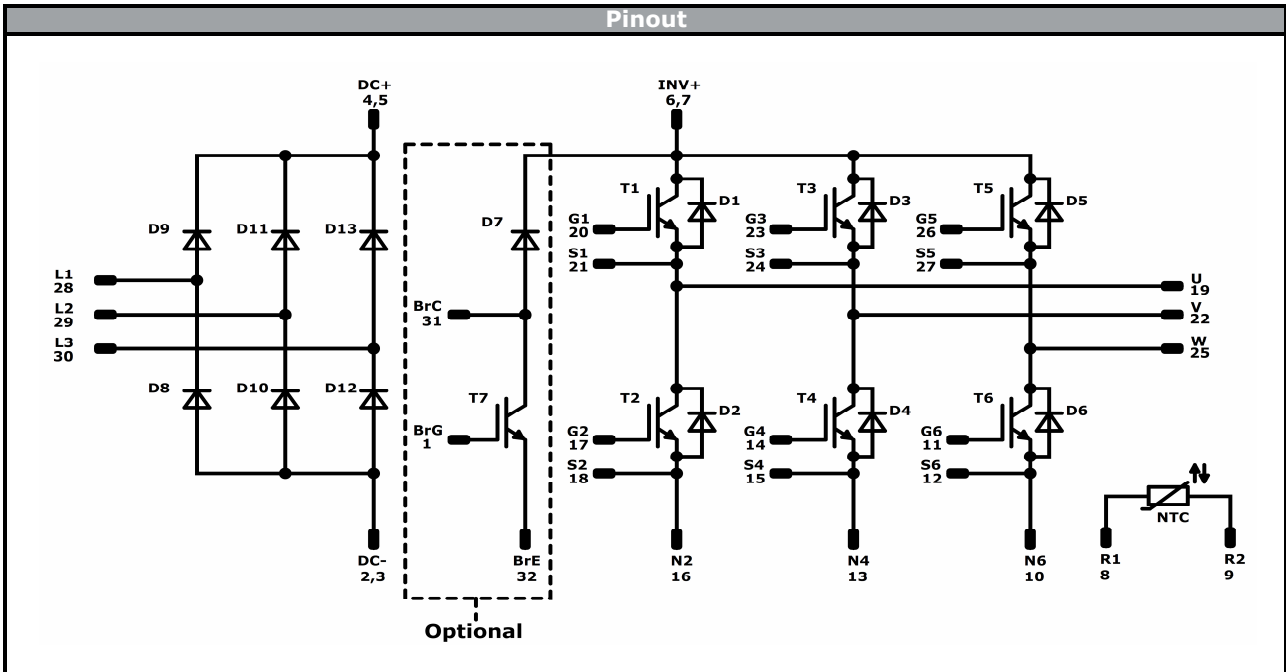 Pinout
DC+
4,5
INV+
6,7
T1
D1
T3
D3
T5
D5
D9
D11
D13
D7
G1
20
G3
23
G5
26
S1
21
S3
24
S5
27
L1
28
L2
29
L3
30
BrC
31
U
19
V
22
W
25
D8
D10
D12
T7
T2
D2
T4
D4
T6
D6
BrG
1
G2
17
G4
14
G6
11
S2
18
S4
15
S6
12
NTC
DC-
2,3
BrE
32
N2
16
N4
13
N6
10
R1
8
R2
9
Optional